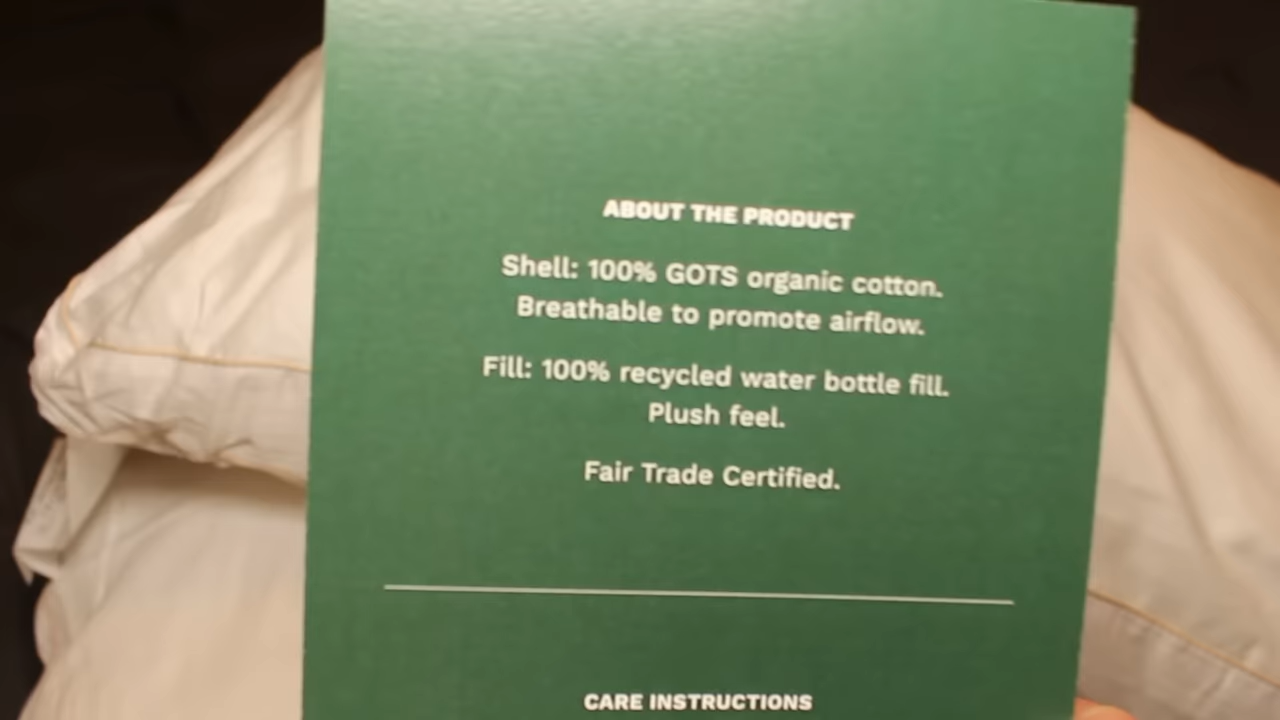 ABOUT THE PRODUCT
Shell: 100% GOTS organic cotton.
Breathable to promote airflow.
Fill: 100% recycled water bottle fill.
Plush feel.
Fair Trade Certified.
CARE INSTRUCTIONS